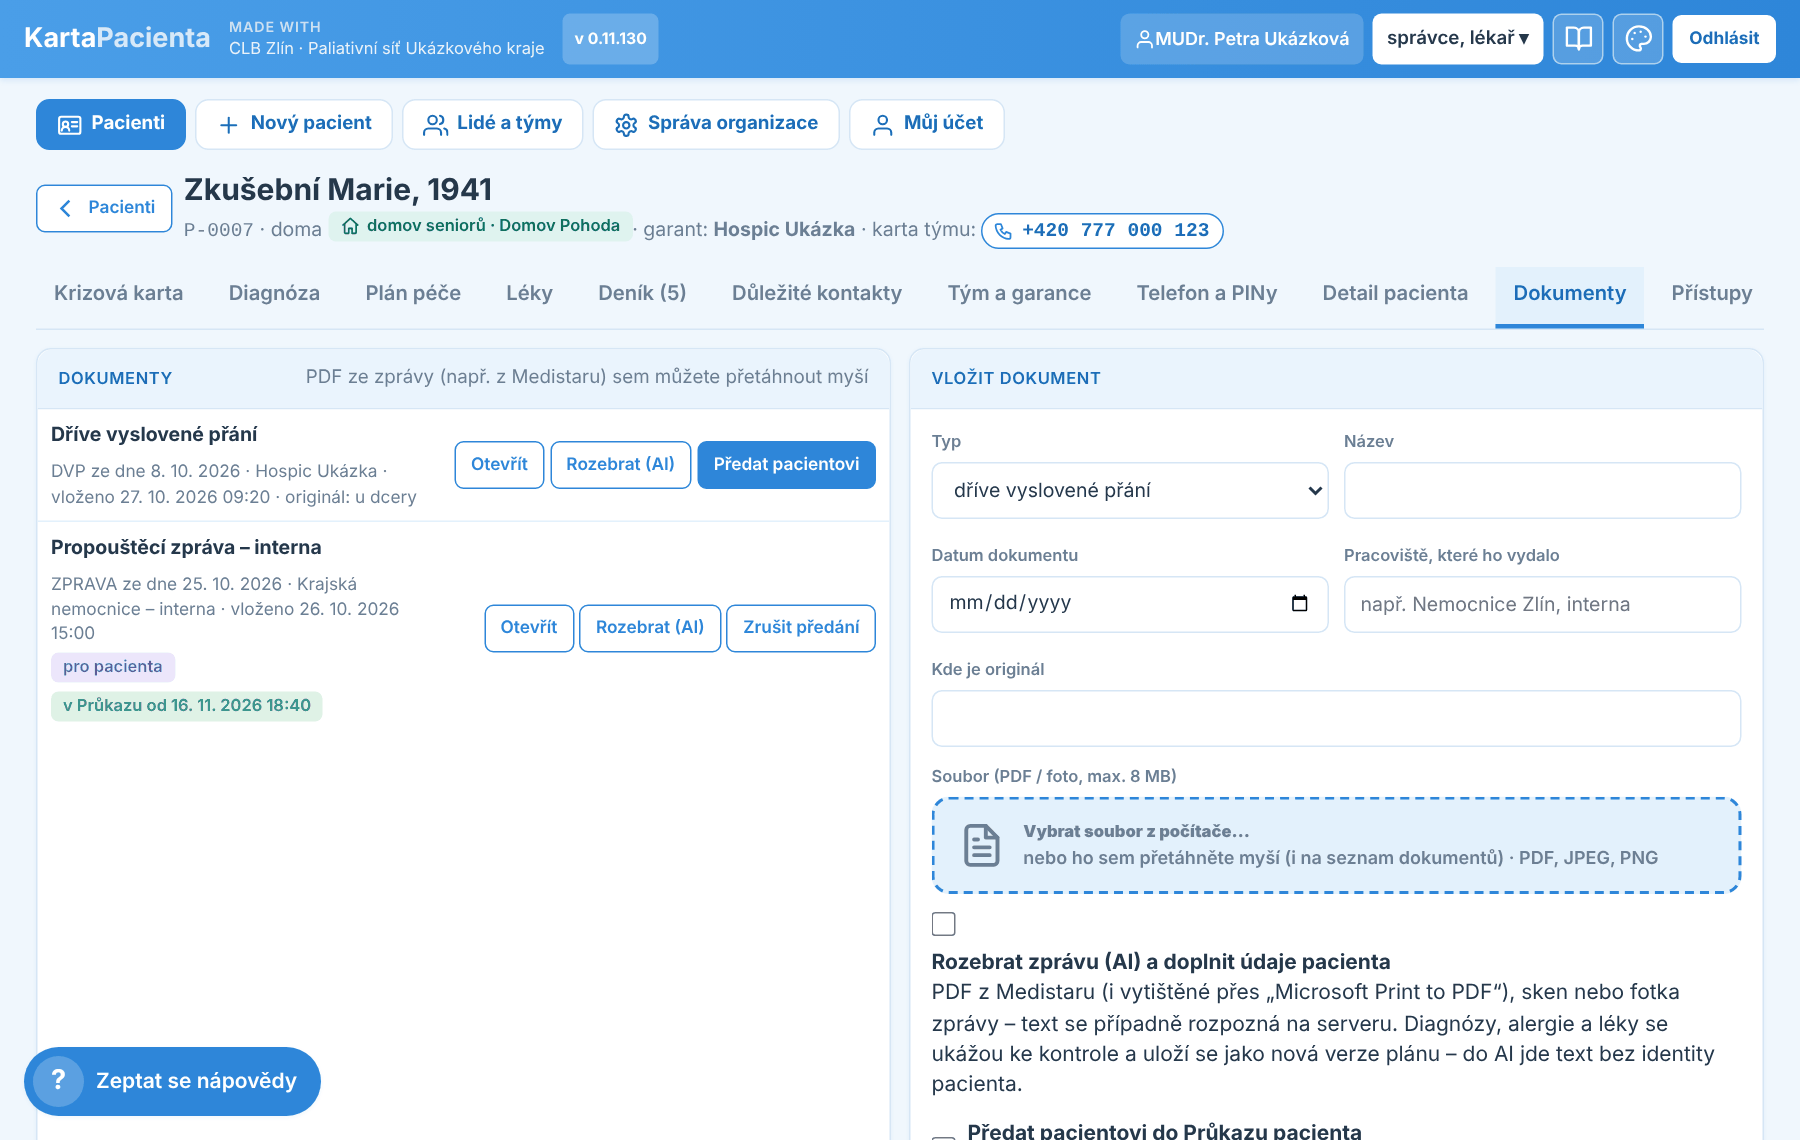 KartaPacienta
MADE WITH
CLB Zlín · Paliativní síť Ukázkového kraje
v 0.11.130
MUDr. Petra Ukázková
správce, lékař ▾
Odhlásit
Pacienti
Nový pacient
Lidé a týmy
Správa organizace
Můj účet
Pacienti
Zkušební Marie, 1941
P-0007 · doma domov seniorů · Domov Pohoda · garant: Hospic Ukázka · karta týmu: +420 777 000 123
Krizová karta
Diagnóza
Plán péče
Léky
Deník (5)
Důležité kontakty
Tým a garance
Telefon a PINy
Detail pacienta
Dokumenty
Přístupy
DOKUMENTY
PDF ze zprávy (např. z Medistaru) sem můžete přetáhnout myší
Dříve vyslovené přání
DVP ze dne 8. 10. 2026 · Hospic Ukázka ·
vloženo 27. 10. 2026 09:20 · originál: u dcery
Otevřít
Rozebrat (AI)
Předat pacientovi
Propouštěcí zpráva – interna
ZPRAVA ze dne 25. 10. 2026 · Krajská
nemocnice – interna · vloženo 26. 10. 2026
15:00
pro pacienta
v Průkazu od 16. 11. 2026 18:40
Otevřít
Rozebrat (AI)
Zrušit předání
VLOŽIT DOKUMENT
Typ
dříve vyslovené přání
Název
Datum dokumentu
mm/dd/yyyy
Pracoviště, které ho vydalo
např. Nemocnice Zlín, interna
Kde je originál
Soubor (PDF / foto, max. 8 MB)
Vybrat soubor z počítače…
nebo ho sem přetáhněte myší (i na seznam dokumentů) · PDF, JPEG, PNG
Rozebrat zprávu (AI) a doplnit údaje pacienta
PDF z Medistaru (i vytištěné přes „Microsoft Print to PDF“), sken nebo fotka
zprávy – text se případně rozpozná na serveru. Diagnózy, alergie a léky se
ukážou ke kontrole a uloží se jako nová verze plánu – do AI jde text bez identity
pacienta.
Předat pacientovi do Průkazu pacienta
? Zeptat se nápovědy